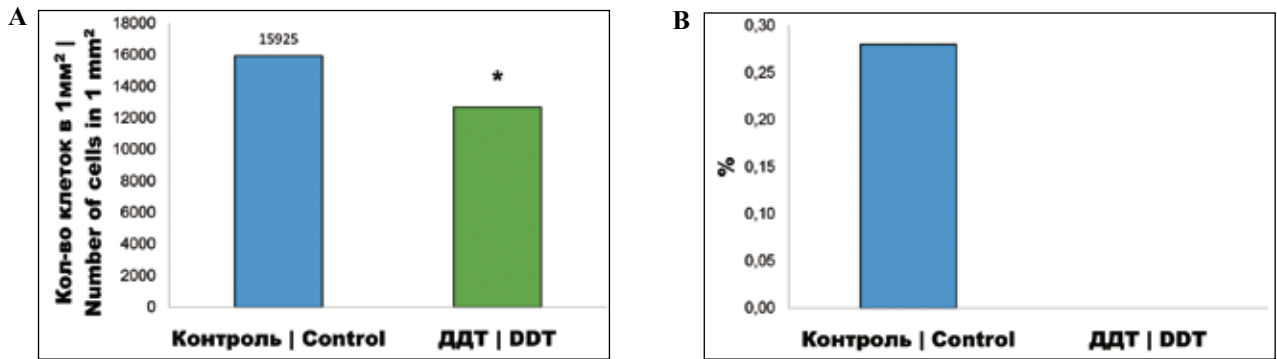 A
Кол-во клеток в 1мм² |
Number of cells in 1 mm²
18000
16000
14000
12000
10000
8000
6000
4000
2000
0
15925
*
Контроль | Control
ДДТ | DDT
B
%
0,30
0,25
0,20
0,15
0,10
0,05
0,00
Контроль | Control
ДДТ | DDT